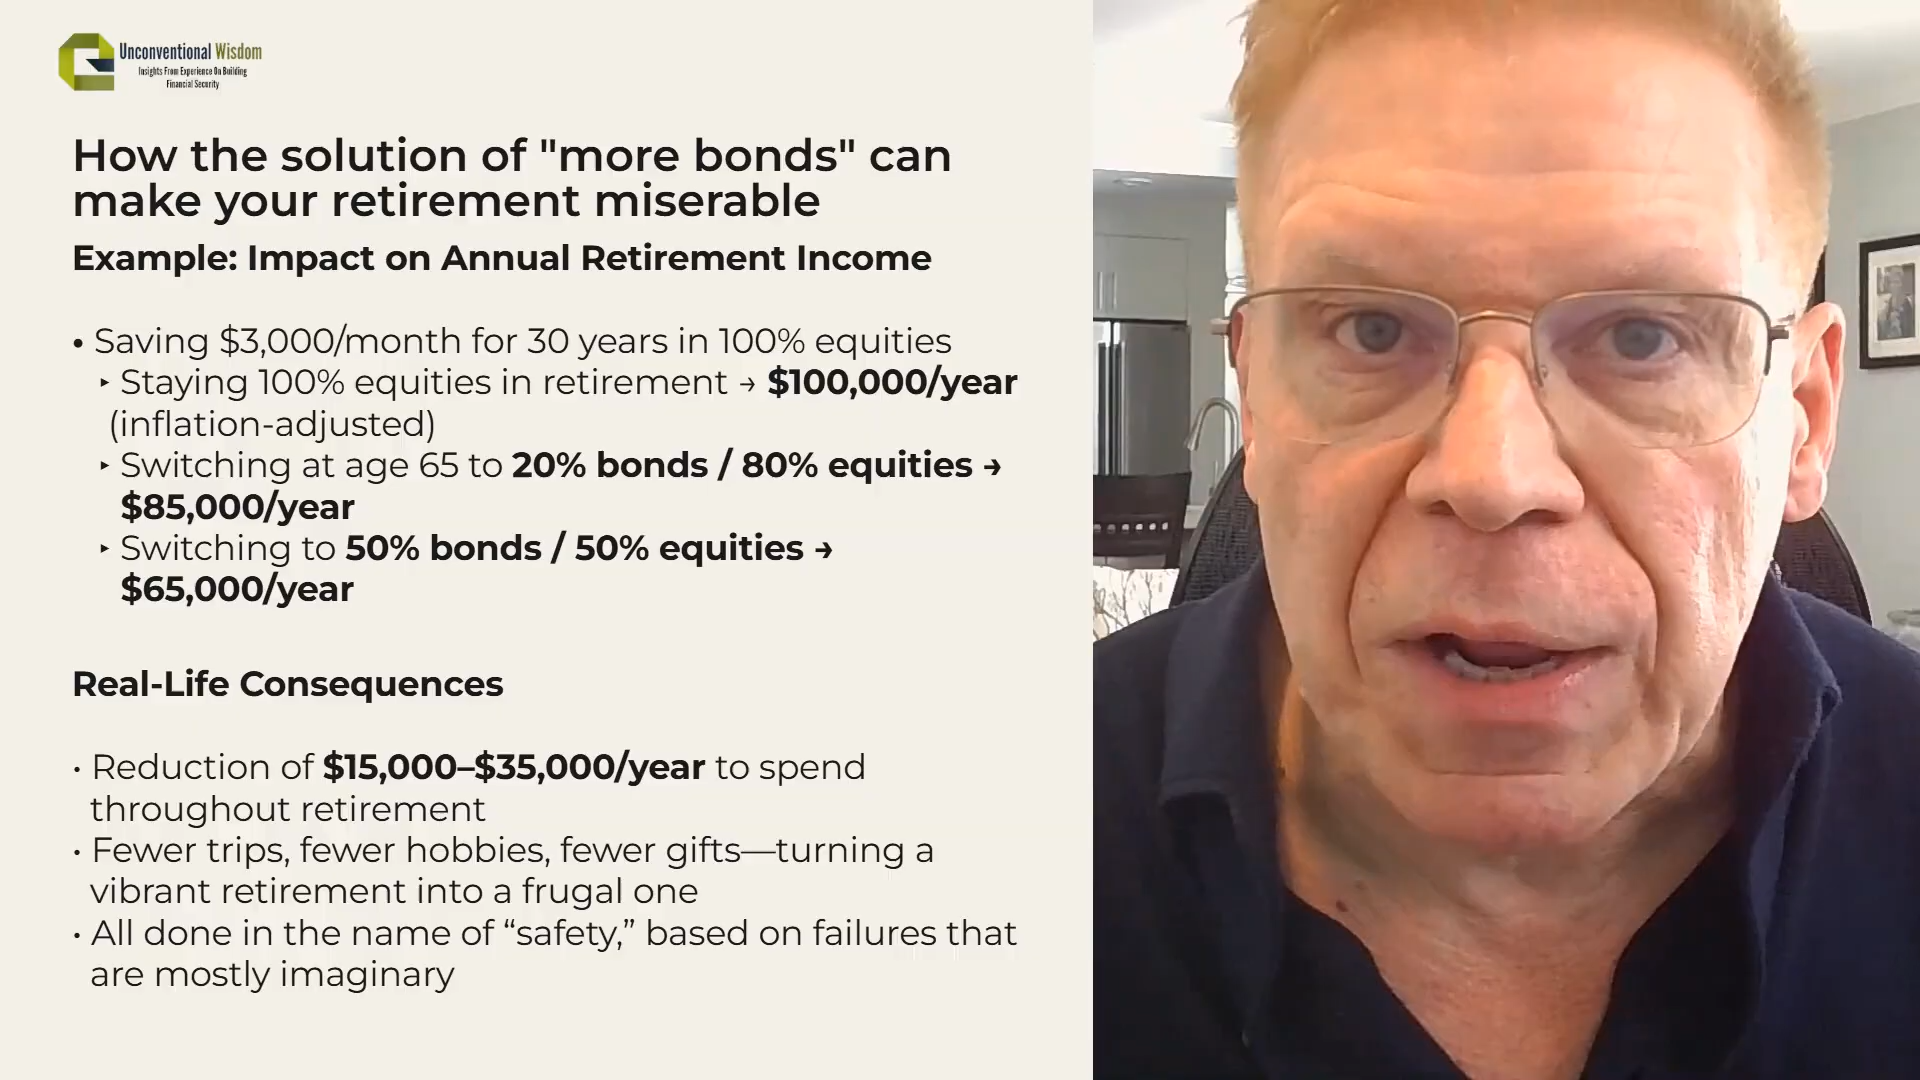 Unconventional Wisdom
Insights From Experience On Building
Financial Security
How the solution of "more bonds" can
make your retirement miserable
Example: Impact on Annual Retirement Income
• Saving $3,000/month for 30 years in 100% equities
‣ Staying 100% equities in retirement → $100,000/year
(inflation-adjusted)
‣ Switching at age 65 to 20% bonds / 80% equities →
$85,000/year
‣ Switching to 50% bonds / 50% equities →
$65,000/year
Real-Life Consequences
• Reduction of $15,000–$35,000/year to spend
throughout retirement
• Fewer trips, fewer hobbies, fewer gifts—turning a
vibrant retirement into a frugal one
• All done in the name of “safety,” based on failures that
are mostly imaginary